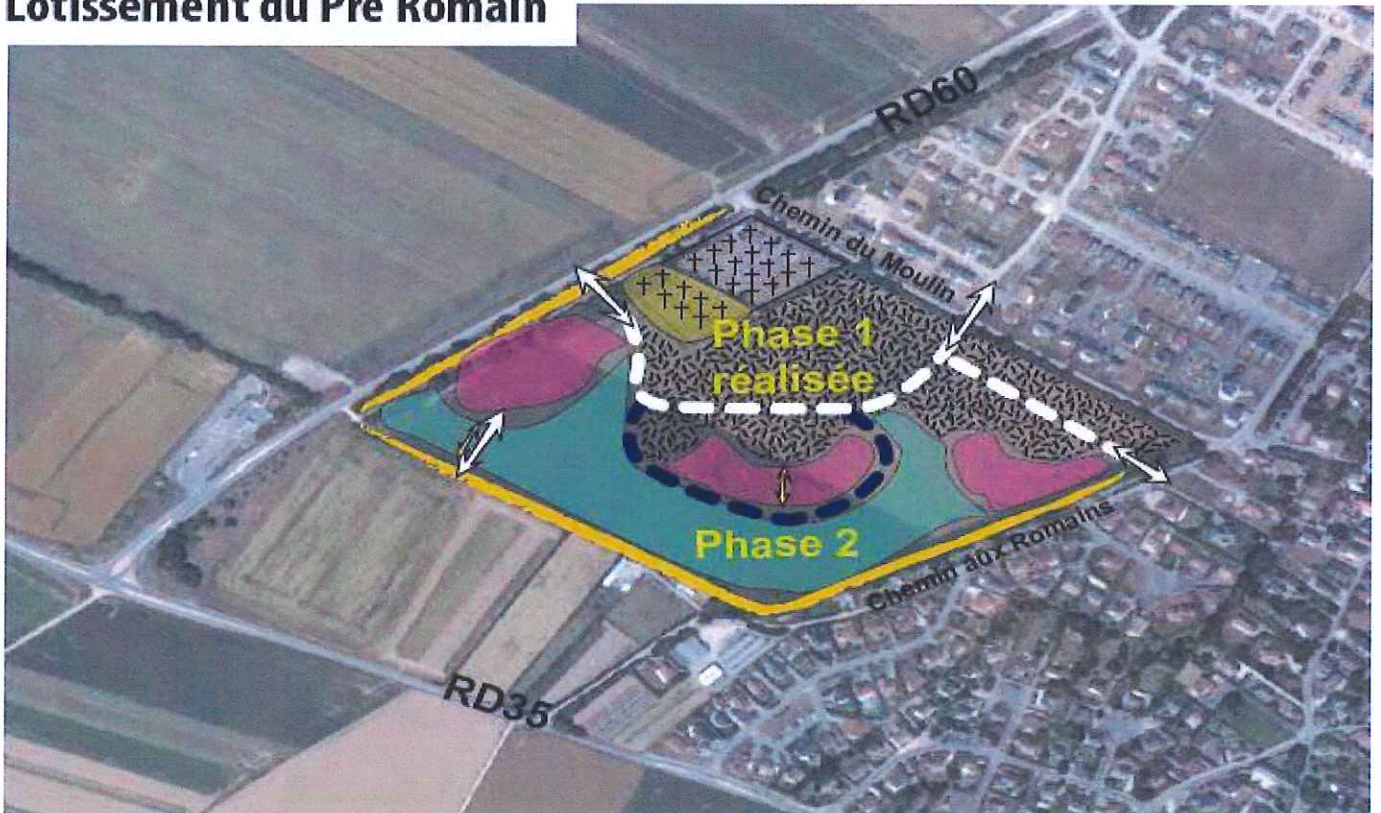 Lotissement du Pré Romain
RD60
Chemin du Moulin
Phase 1
réalisée
Phase 2
Chemin aux Romains
RD35